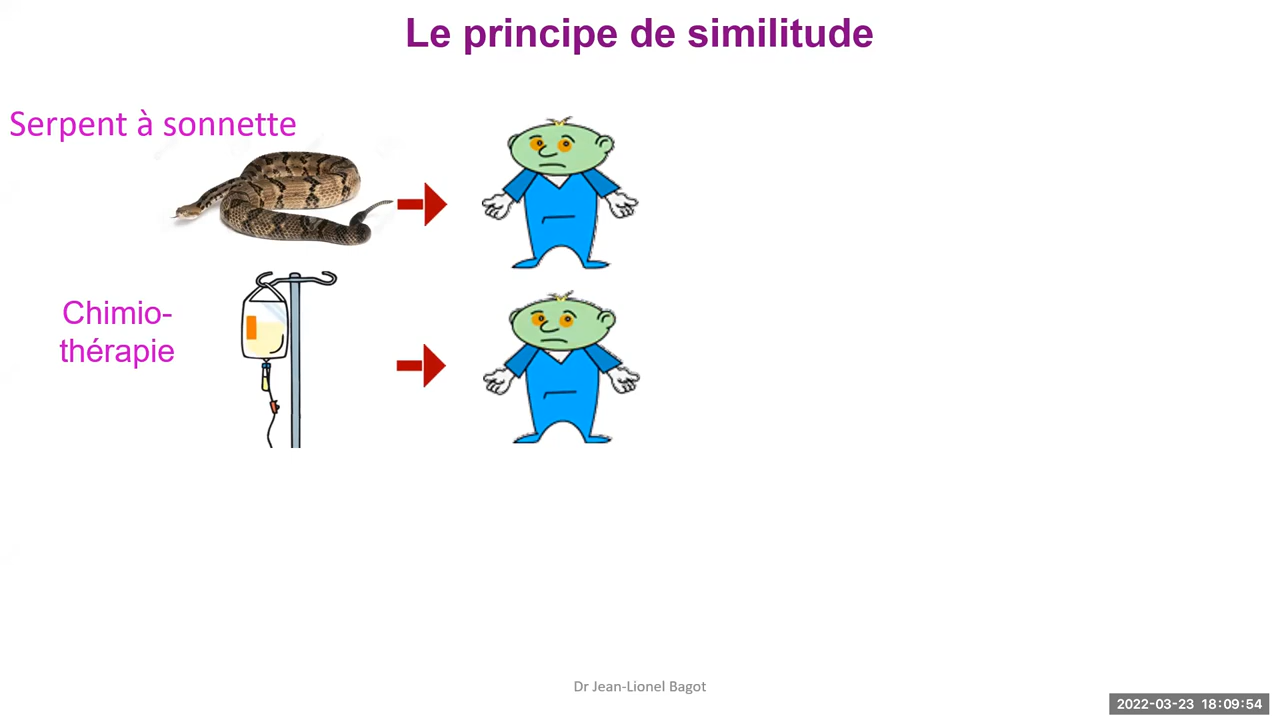 Le principe de similitude
Serpent à sonnette
Chimio-
thérapie
Dr Jean-Lionel Bagot
2022-03-23 18:09:54